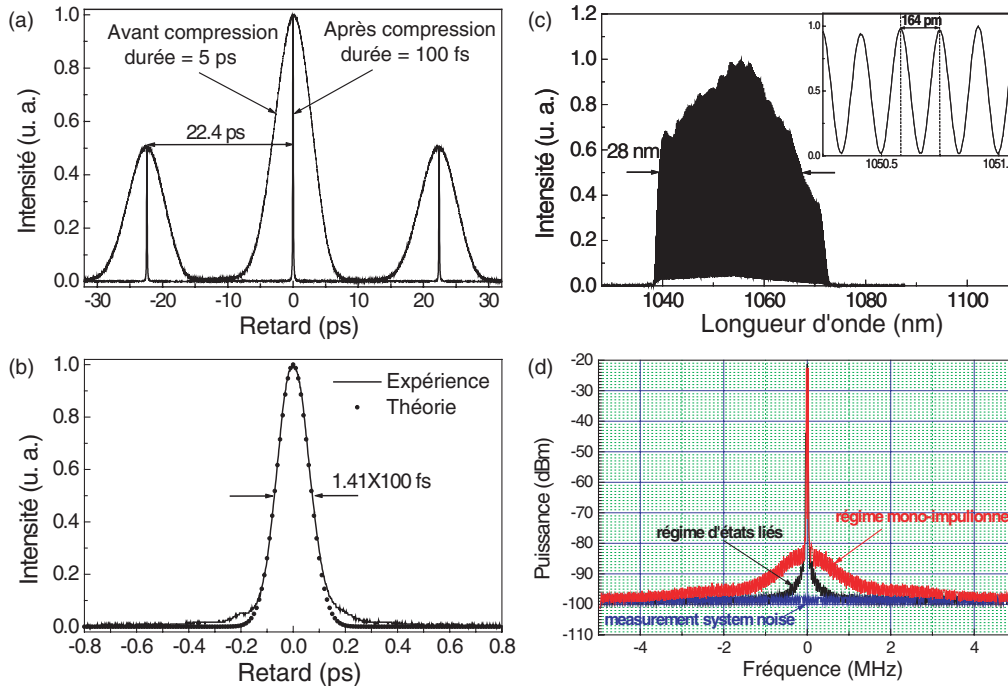 (a)
Avant compression
durée = 5 ps
Après compression
durée = 100 fs
22.4 ps
Intensité (u. a.)
1.0
0.8
0.6
0.4
0.2
0.0
-30 -20 -10 0 10 20 30
Retard (ps)
(b)
Expérience
Théorie
1.41X100 fs
Intensité (u. a.)
1.0
0.8
0.6
0.4
0.2
0.0
-0.8 -0.6 -0.4 -0.2 0.0 0.2 0.4 0.6 0.8
Retard (ps)
(c)
28 nm
Intensité (u. a.)
1.2
1.0
0.8
0.6
0.4
0.2
0.0
1040 1060 1080 1100
Longueur d'onde (nm)
164 pm
1.0
0.5
0.0
1050.5 1051.
(d)
régime d'états liés
régime mono-impulionnel
measurement system noise
Puissance (dBm)
-20
-30
-40
-50
-60
-70
-80
-90
-100
-110
-4 -2 0 2 4
Fréquence (MHz)